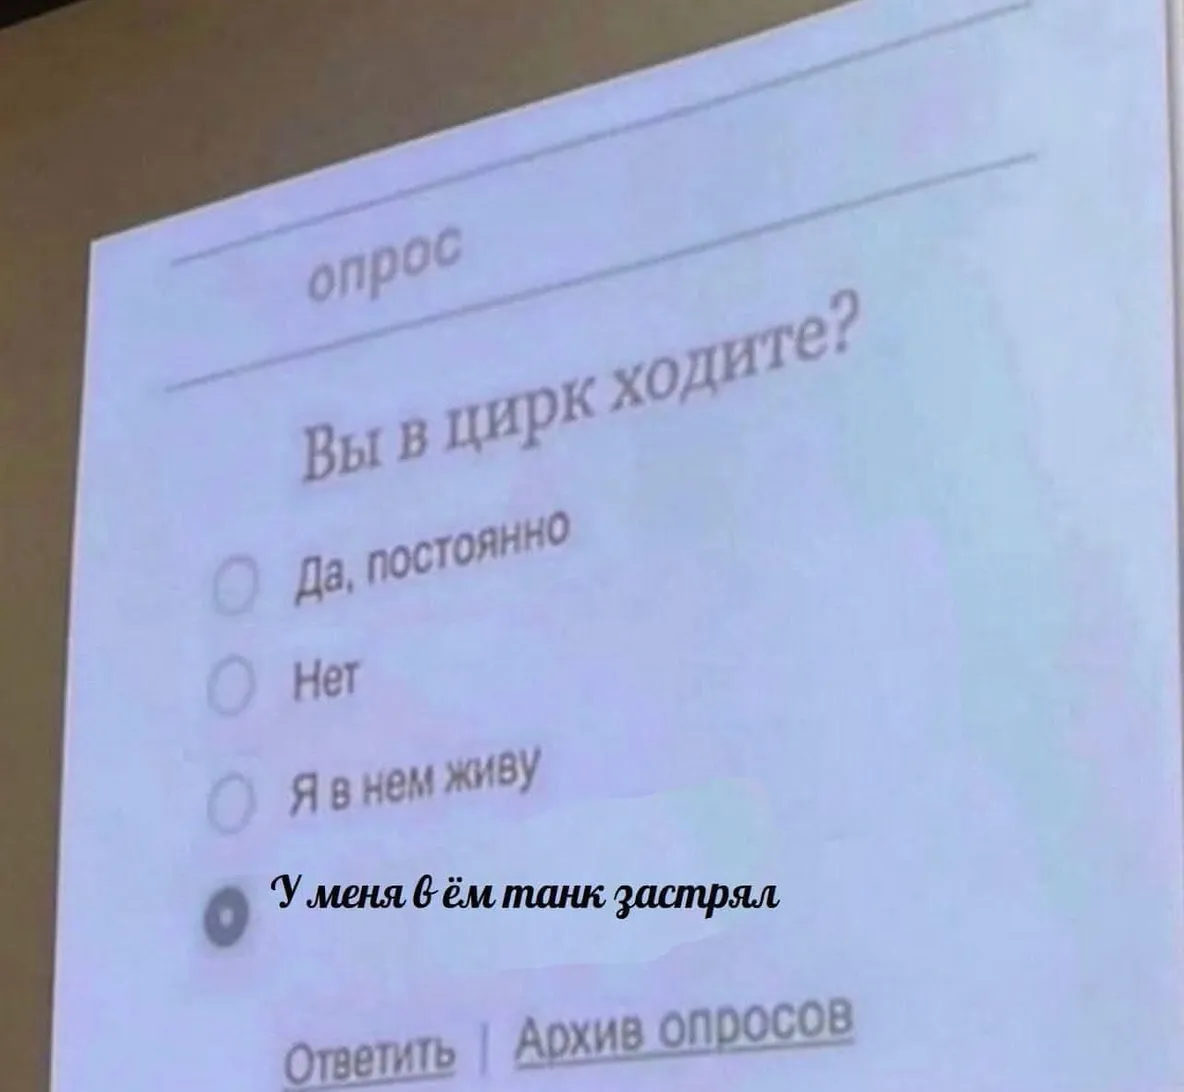 опрос
Вы в цирк ходите?
Да, постоянно
Нет
Я в нем живу
У меня в ём танк застрял
Ответить | Архив опросов